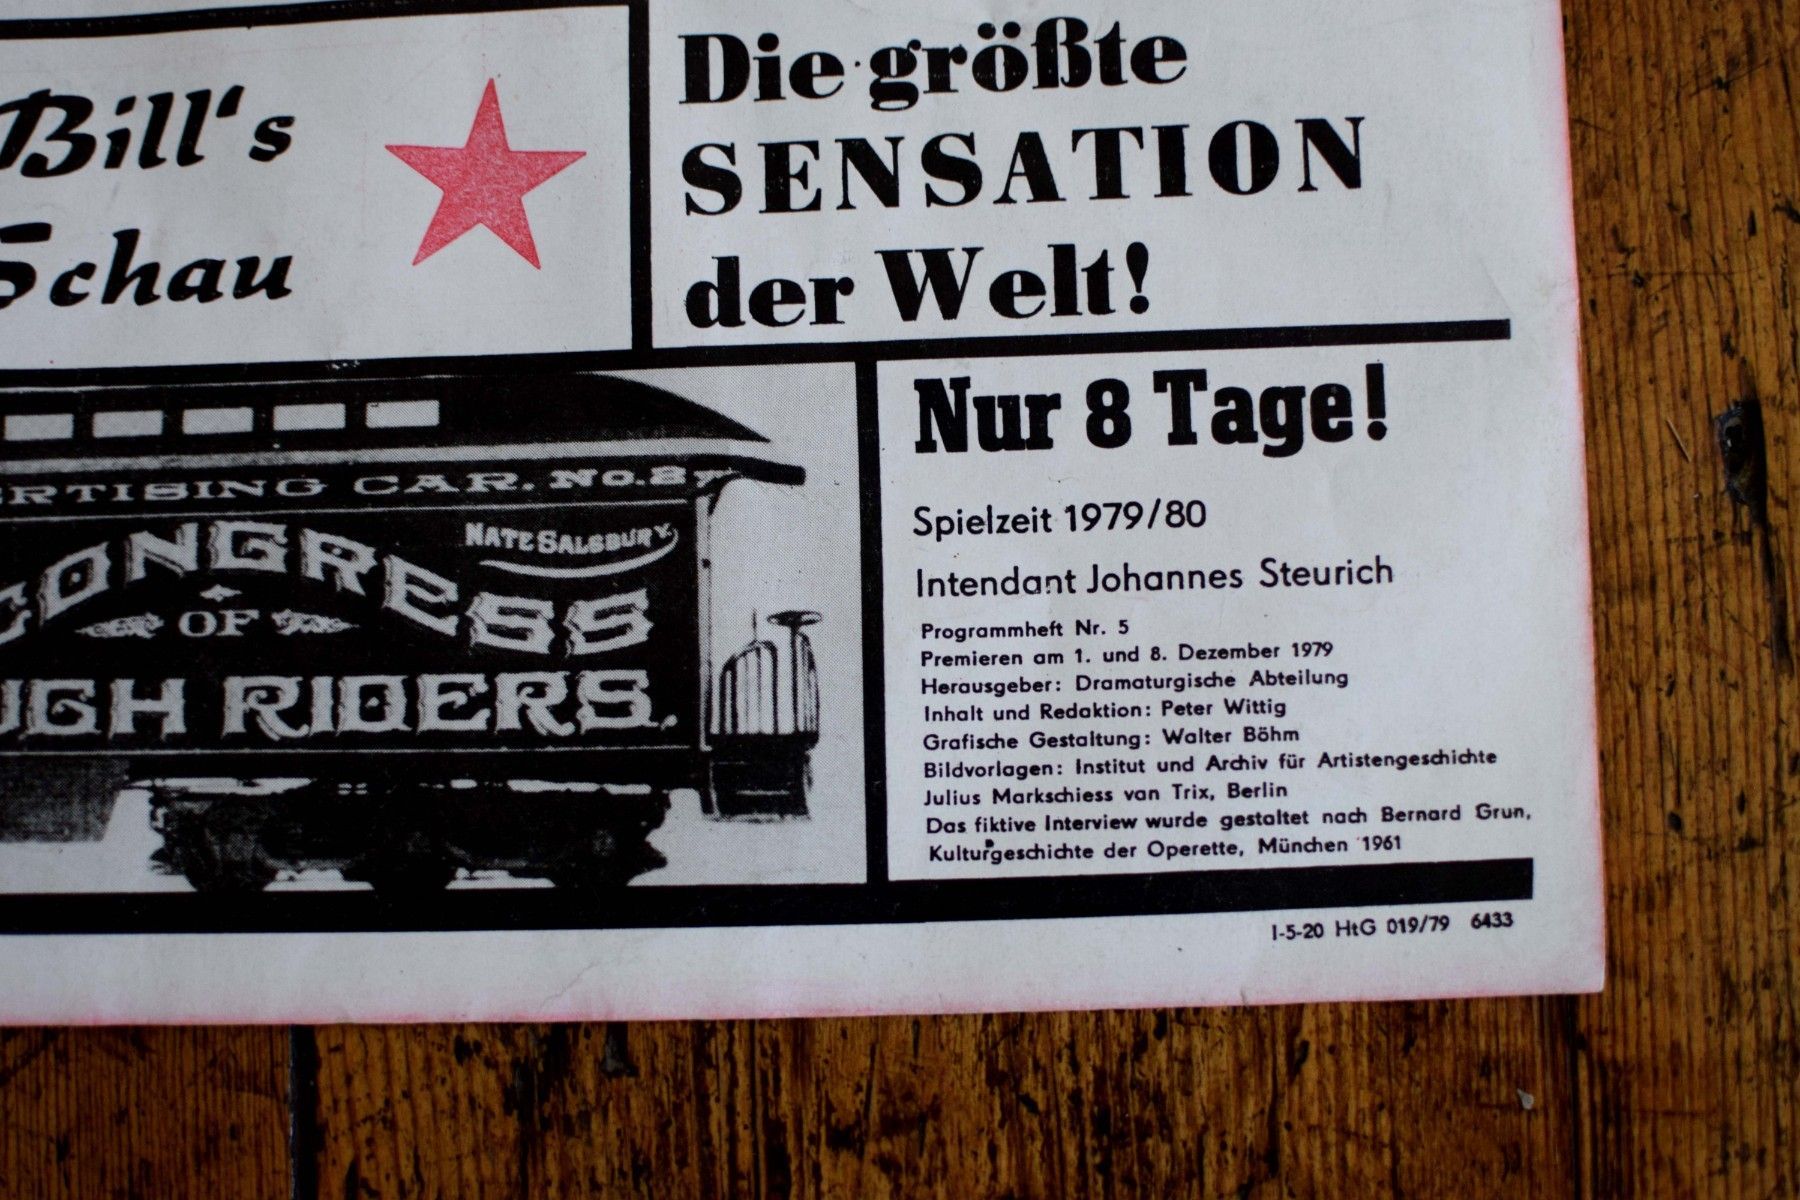 Bill's
Schau
Die größte
SENSATION
der Welt!
ERTISING CAR. NO. 87
NATE SALSBURY.
CONGRESS
OF
UGH RIDERS.
Nur 8 Tage!
Spielzeit 1979/80
Intendant Johannes Steurich
Programmheft Nr. 5
Premieren am 1. und 8. Dezember 1979
Herausgeber: Dramaturgische Abteilung
Inhalt und Redaktion: Peter Wittig
Grafische Gestaltung: Walter Böhm
Bildvorlagen: Institut und Archiv für Artistengeschichte
Julius Markschiess van Trix, Berlin
Das fiktive Interview wurde gestaltet nach Bernard Grun,
Kulturgeschichte der Operette, München 1961
I-5-20 HtG 019/79 6433